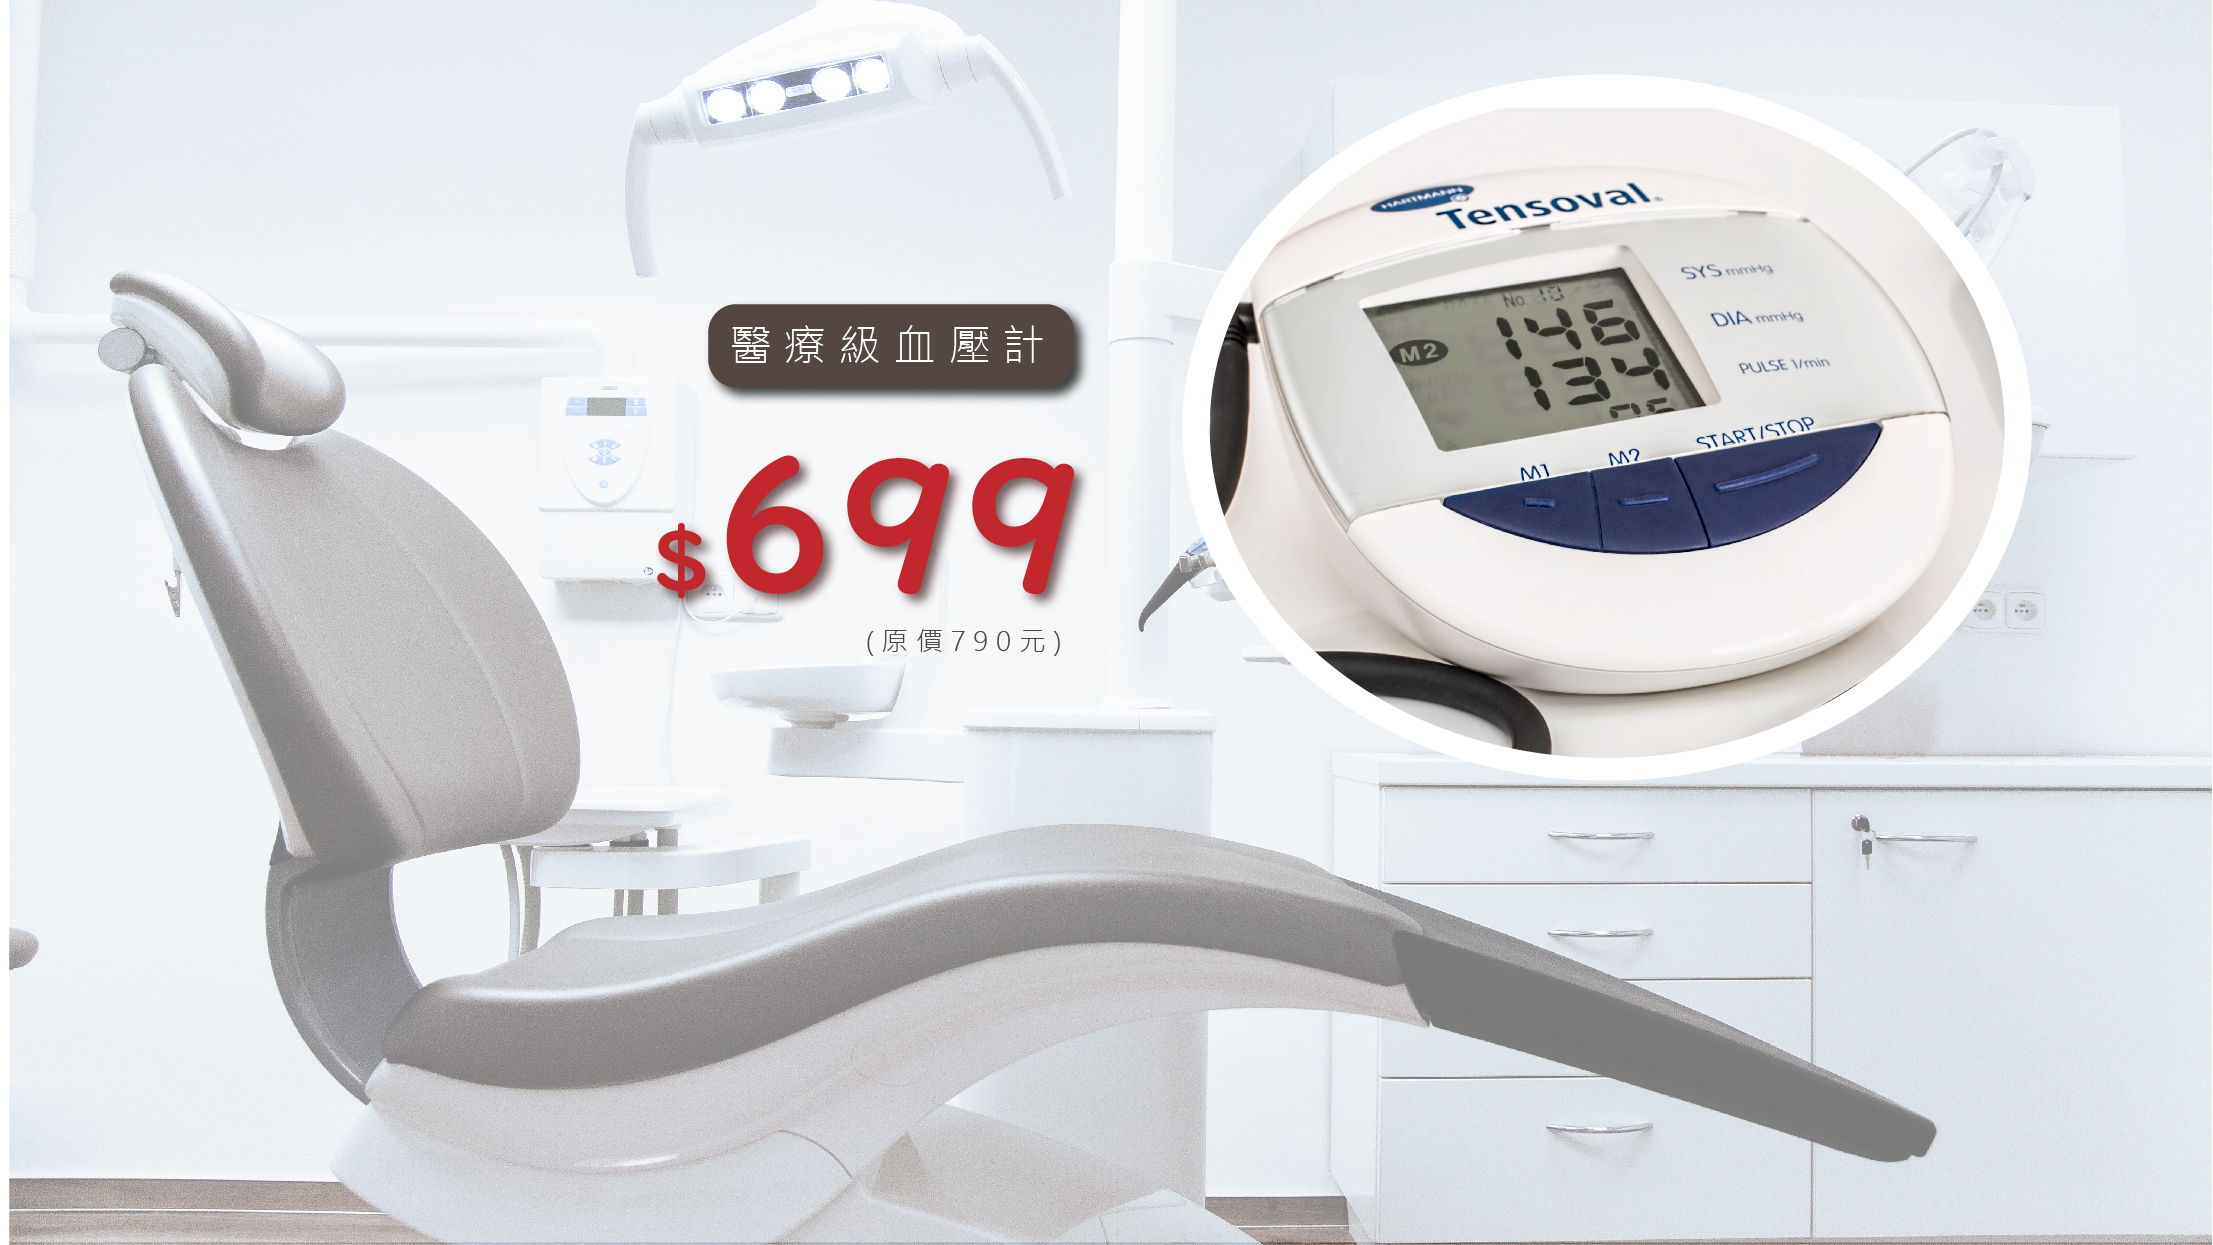 醫療級血壓計
$699
(原價790元)
HARTMANN
Tensoval®
SYS mmHg
DIA mmHg
PULSE 1/min
No. 10
M2
146
134
START/STOP
M1
M2